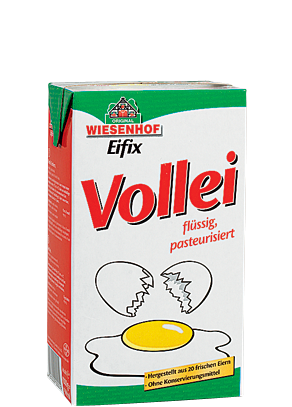 ORIGINAL
WIESENHOF
Eifix
Vollei
flüssig,
pasteurisiert
· Hergestellt aus 20 frischen Eiern
· Ohne Konservierungsmittel